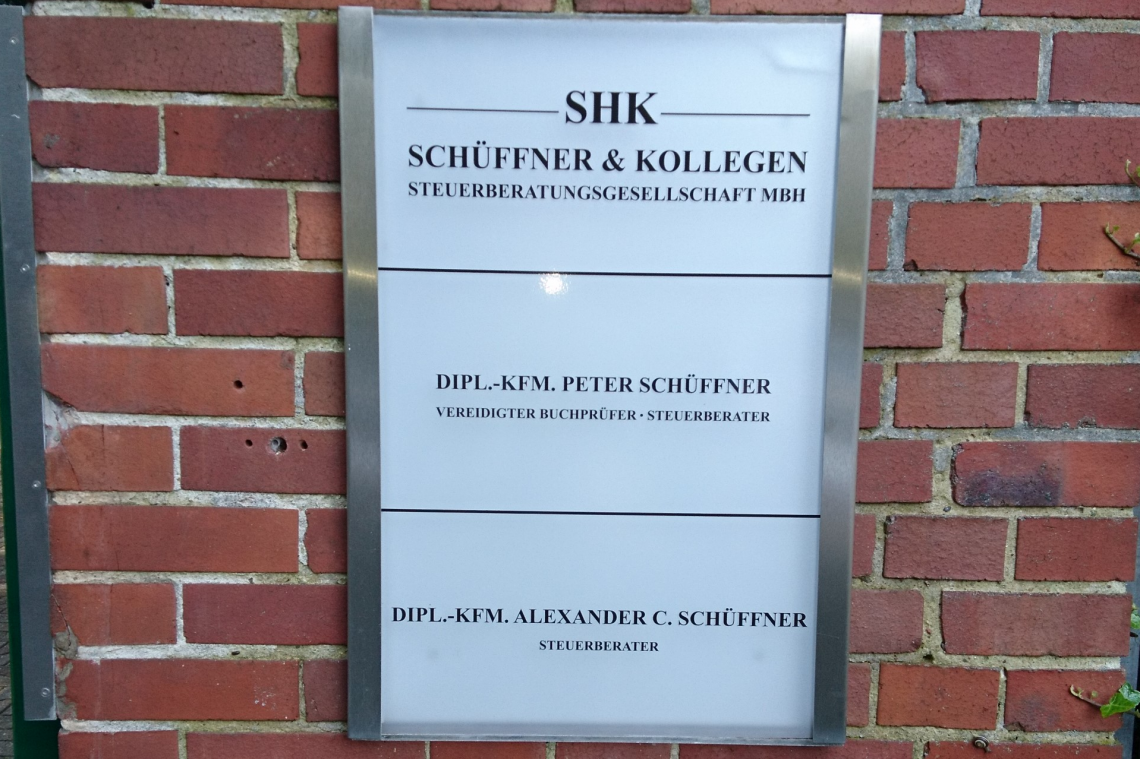 SHK
SCHÜFFNER & KOLLEGEN
STEUERBERATUNGSGESELLSCHAFT MBH
DIPL.-KFM. PETER SCHÜFFNER
VEREIDIGTER BUCHPRÜFER · STEUERBERATER
DIPL.-KFM. ALEXANDER C. SCHÜFFNER
STEUERBERATER